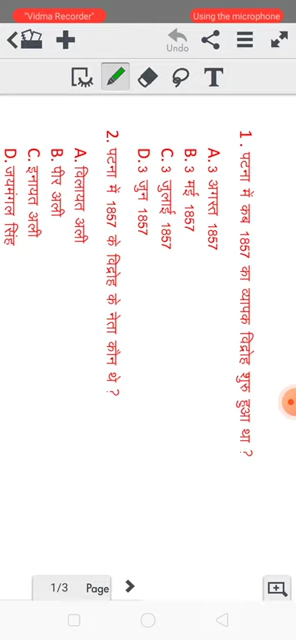 "Vidma Recorder"
Using the microphone
Undo
T
1. पटना में कब 1857 का व्यापक विद्रोह शुरु हुआ था ?
A. 3 अगस्त 1857
B. 3 मई 1857
C. 3 जुलाई 1857
D. 3 जुन 1857
2. पटना में 1857 के विद्रोह के नेता कौन थे ?
A. विलायत अली
B. पीर अली
C. इनायत अली
D. जयमंगल सिंह
1/3 Page